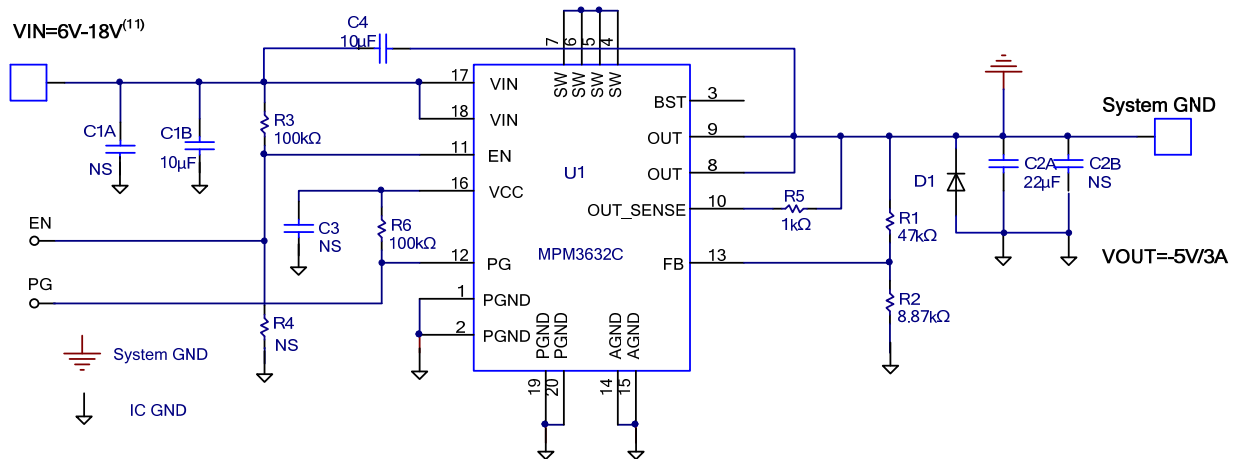 VIN=6V-18V(11)
C4
10µF
7
6
5
4
SW
SW
SW
SW
17
VIN
BST
3
18
VIN
OUT
9
System GND
C1A
NS
C1B
10µF
R3
100kΩ
11
EN
U1
OUT
8
D1
C2A
22µF
C2B
NS
16
VCC
OUT_SENSE
10
R5
1kΩ
EN
C3
NS
R6
100kΩ
R1
47kΩ
MPM3632C
12
PG
FB
13
VOUT=-5V/3A
PG
1
PGND
R2
8.87kΩ
R4
NS
2
PGND
PGND
PGND
AGND
AGND
System GND
19
20
14
15
IC GND